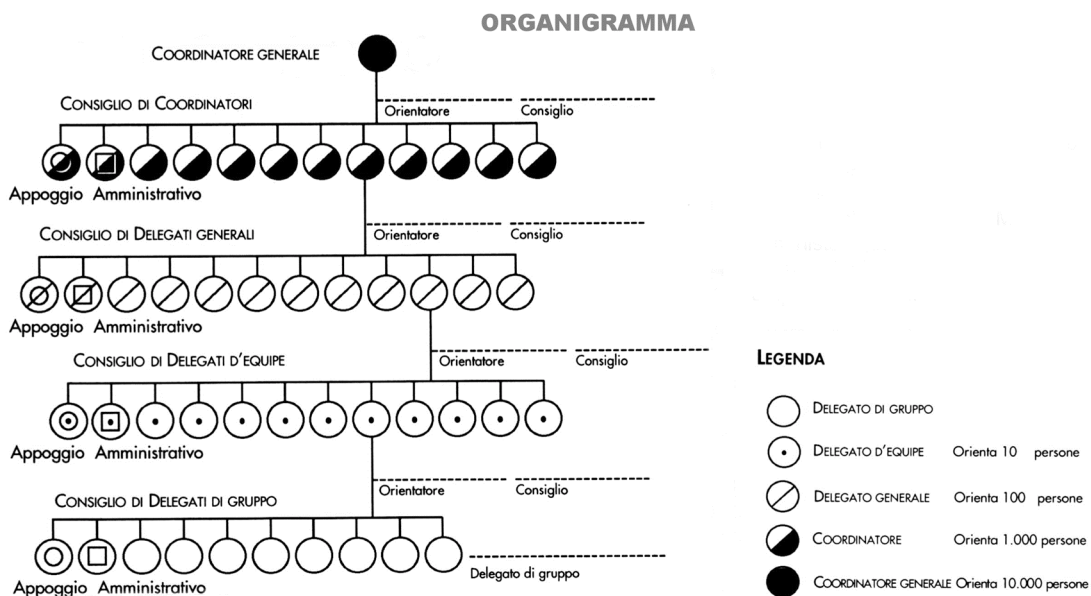 ORGANIGRAMMA
COORDINATORE GENERALE
CONSIGLIO DI COORDINATORI
Orientatore Consiglio
Appoggio Amministrativo
CONSIGLIO DI DELEGATI GENERALI
Orientatore Consiglio
Appoggio Amministrativo
CONSIGLIO DI DELEGATI D'EQUIPE
Orientatore Consiglio
Appoggio Amministrativo
CONSIGLIO DI DELEGATI DI GRUPPO
Orientatore Consiglio
Delegato di gruppo
Appoggio Amministrativo
LEGENDA
DELEGATO DI GRUPPO
DELEGATO D'EQUIPE Orienta 10 persone
DELEGATO GENERALE Orienta 100 persone
COORDINATORE Orienta 1.000 persone
COORDINATORE GENERALE Orienta 10.000 persone